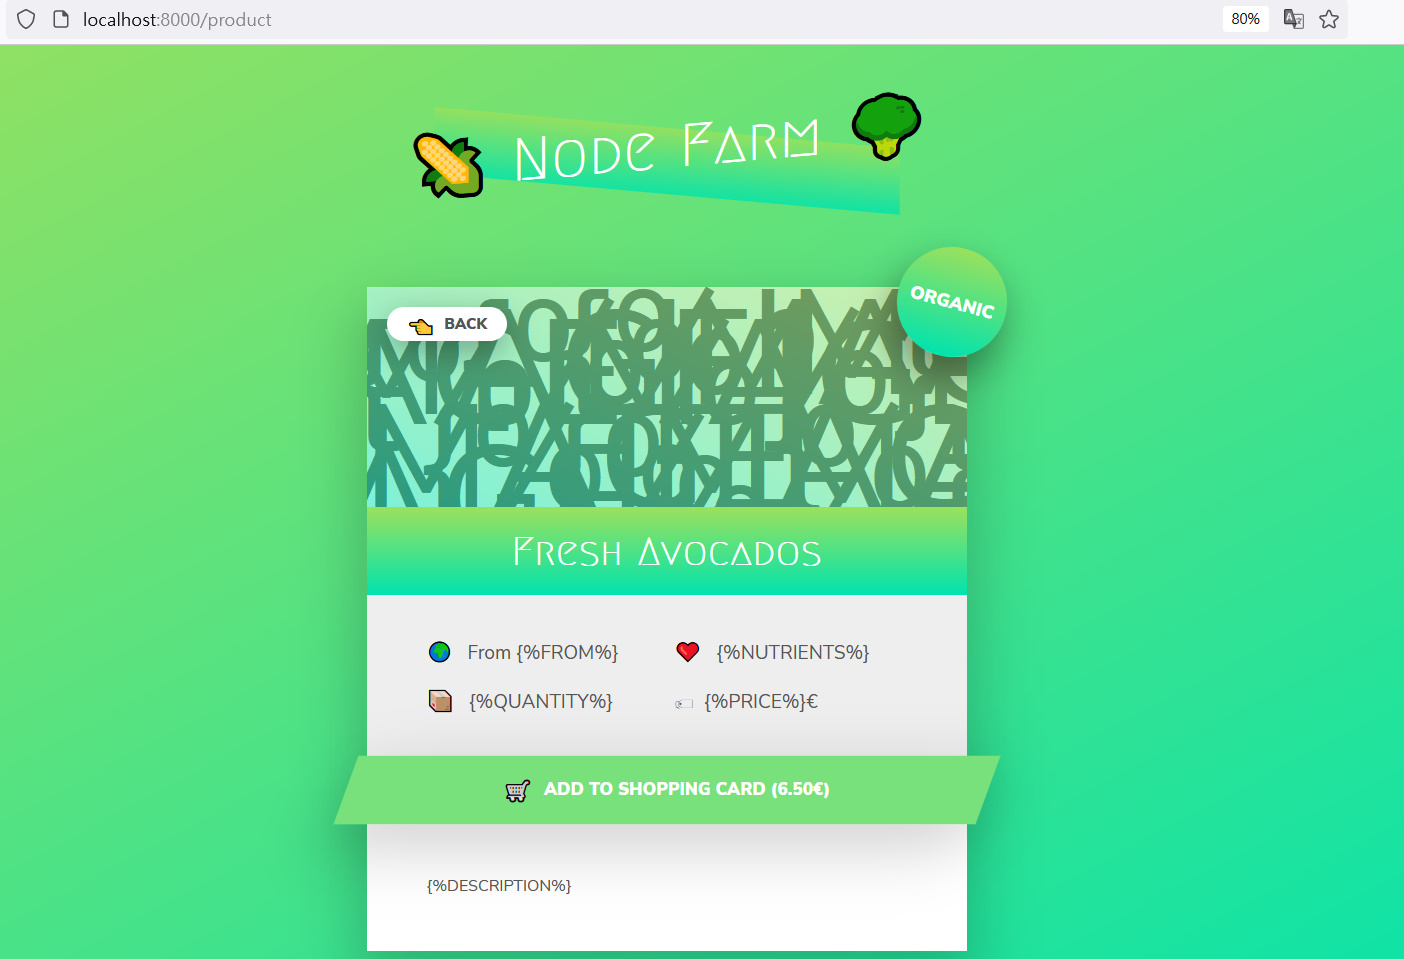 localhost:8000/product
80%
Node Farm
ORGANIC
BACK
Fresh Avocados
From {%FROM%}
{%NUTRIENTS%}
{%QUANTITY%}
{%PRICE%}€
ADD TO SHOPPING CARD (6.50€)
{%DESCRIPTION%}